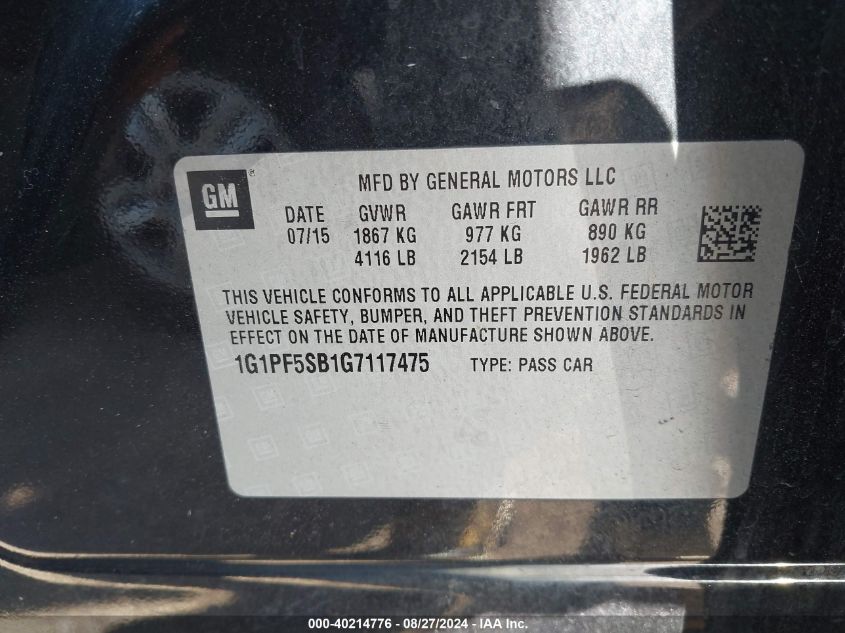 GM®
MFD BY GENERAL MOTORS LLC
DATE GVWR GAWR FRT GAWR RR
07/15 1867 KG 977 KG 890 KG
4116 LB 2154 LB 1962 LB
THIS VEHICLE CONFORMS TO ALL APPLICABLE U.S. FEDERAL MOTOR
VEHICLE SAFETY, BUMPER, AND THEFT PREVENTION STANDARDS IN
EFFECT ON THE DATE OF MANUFACTURE SHOWN ABOVE.
1G1PF5SB1G7117475 TYPE: PASS CAR
000-40214776 - 08/27/2024 - IAA Inc.